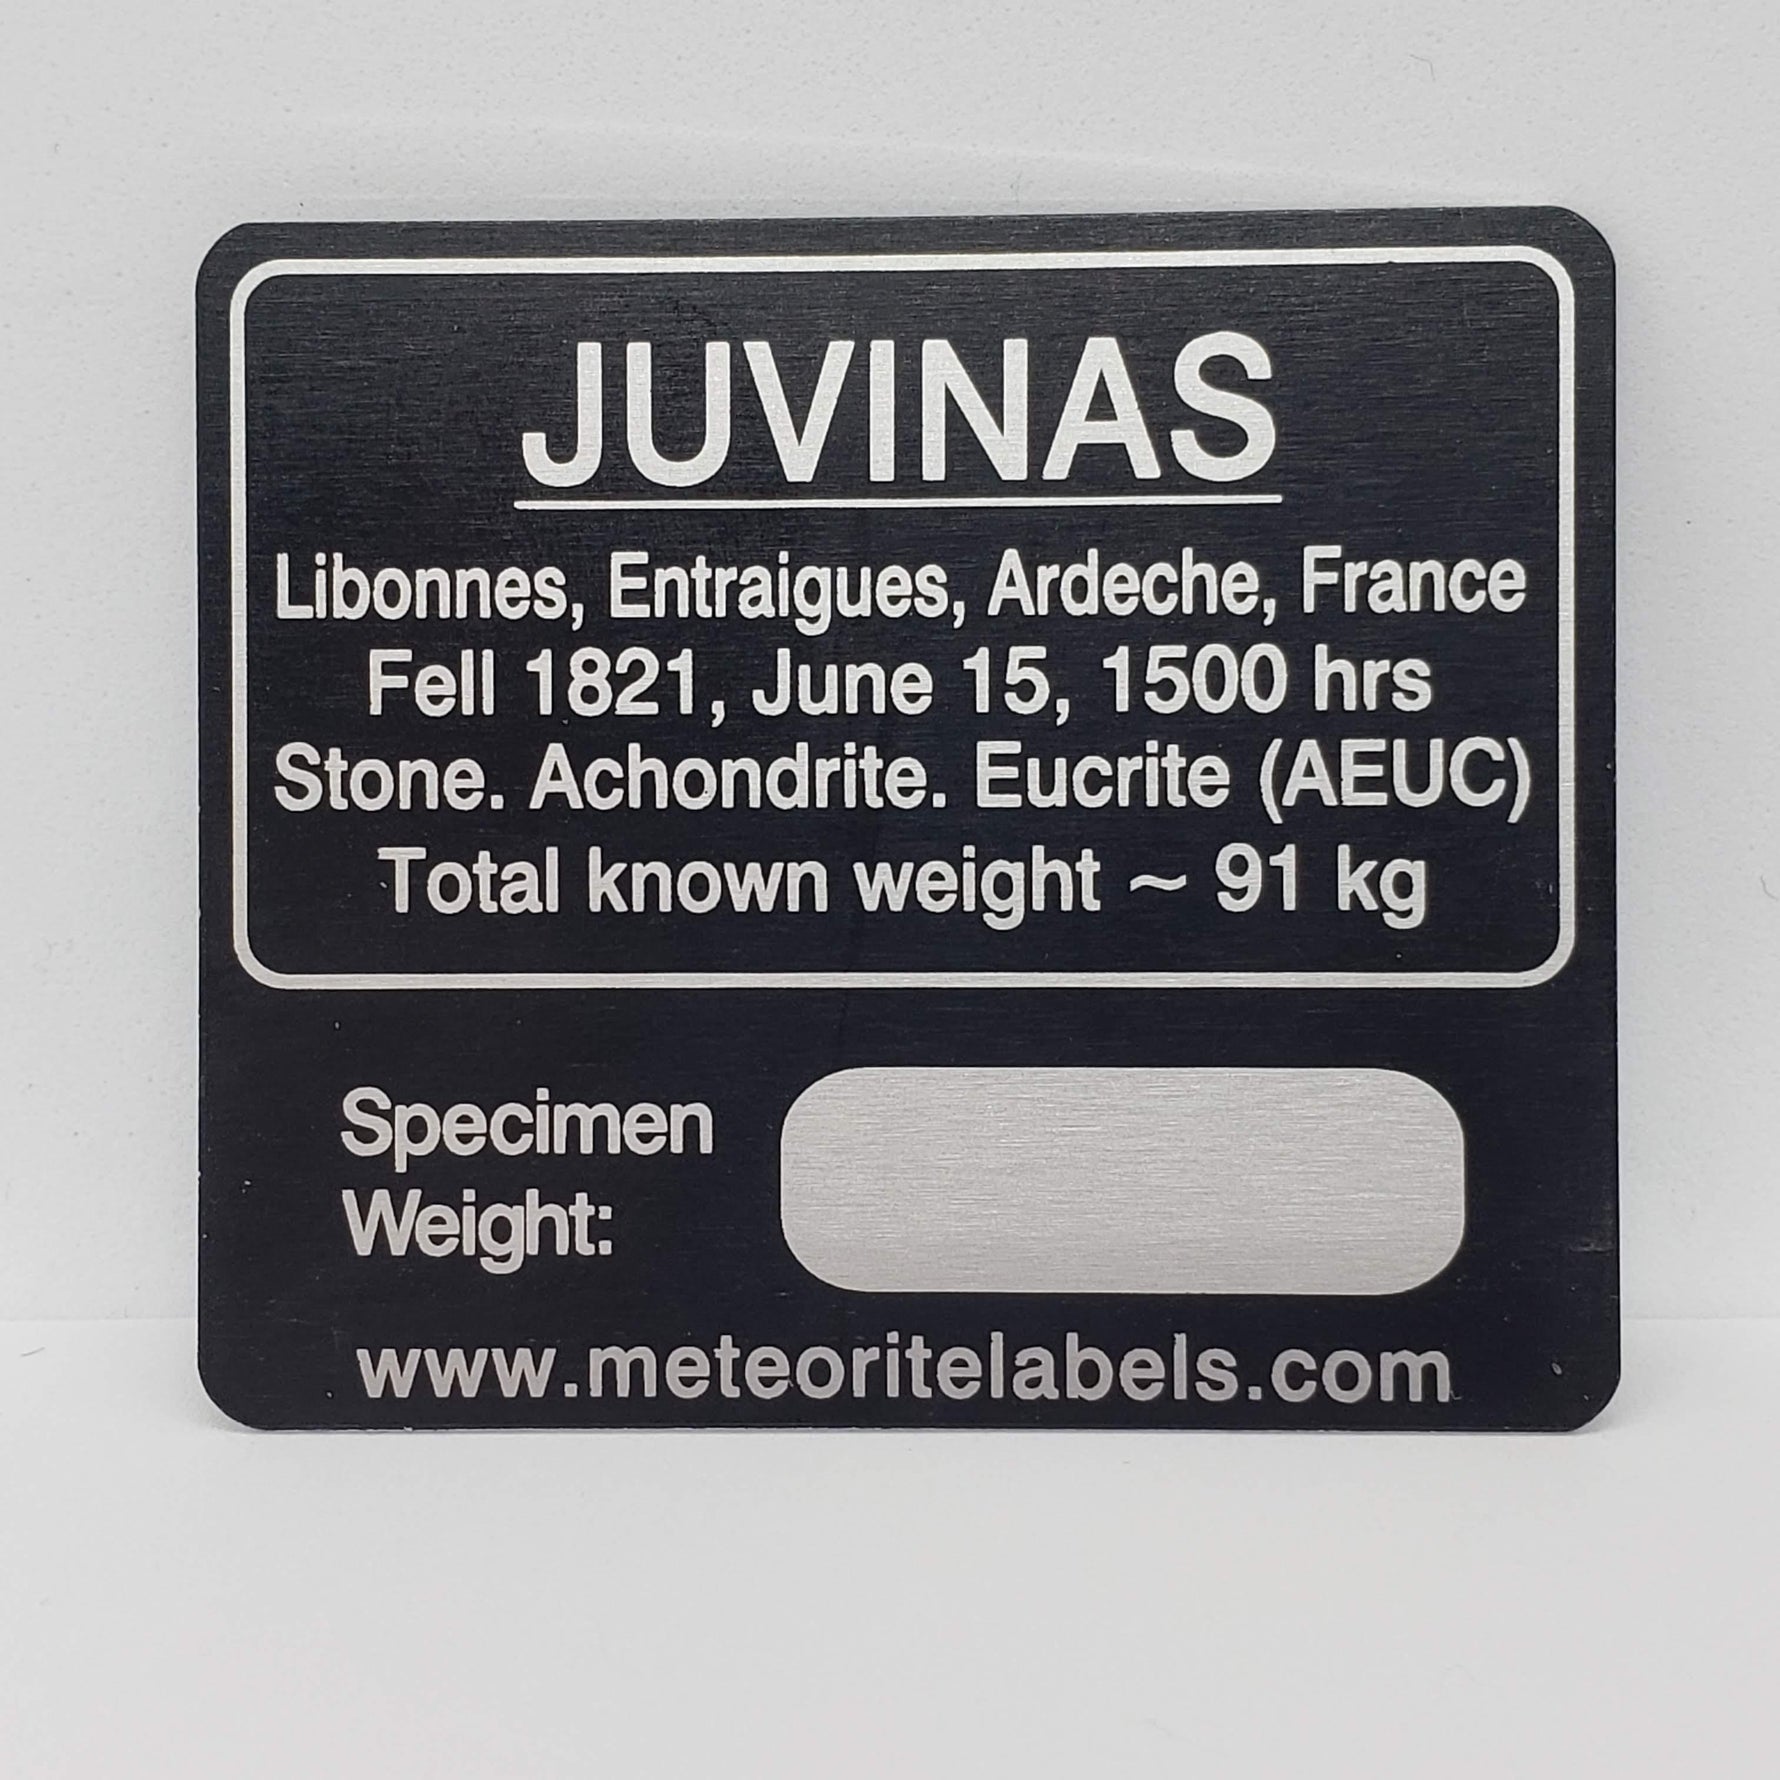 JUVINAS
Libonnes, Entraigues, Ardeche, France
Fell 1821, June 15, 1500 hrs
Stone. Achondrite. Eucrite (AEUC)
Total known weight ~ 91 kg
Specimen
Weight:
www.meteoritelabels.com